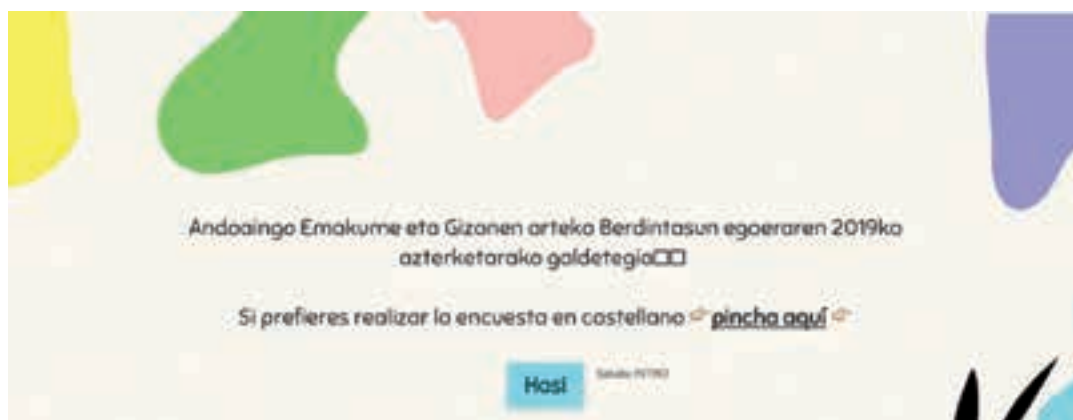 Andoaingo Emakume eta Gizonen arteko Berdintasun egoeraren 2019ko
azterketarako galdetegia□□
Si prefieres realizar la encuesta en castellano 👉pincha aquí👉
Hasi